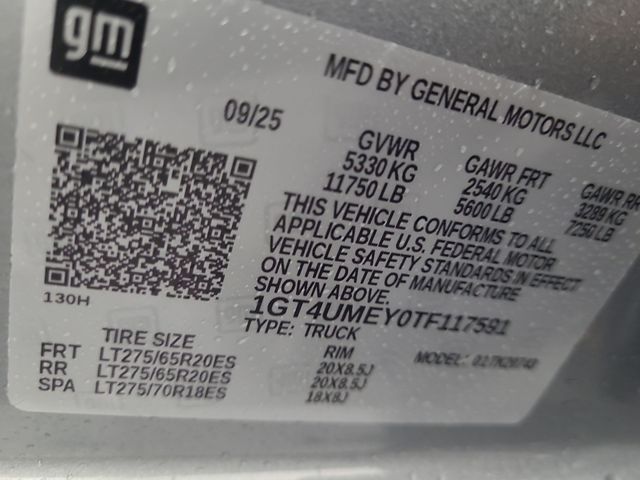 gm
MFD BY GENERAL MOTORS LLC
09/25
GVWR
5330 KG
11750 LB
GAWR FRT
2540 KG
5600 LB
GAWR RR
3289 KG
7250 LB
THIS VEHICLE CONFORMS TO ALL
APPLICABLE U.S. FEDERAL MOTOR
VEHICLE SAFETY STANDARDS IN EFFECT
ON THE DATE OF MANUFACTURE
SHOWN ABOVE.
1GT4UMEY0TF117591
TYPE: TRUCK
MODEL:
130H
TIRE SIZE
RIM
FRT LT275/65R20ES 20X8.5J
RR LT275/65R20ES 20X8.5J
SPA LT275/70R18ES 18X8J